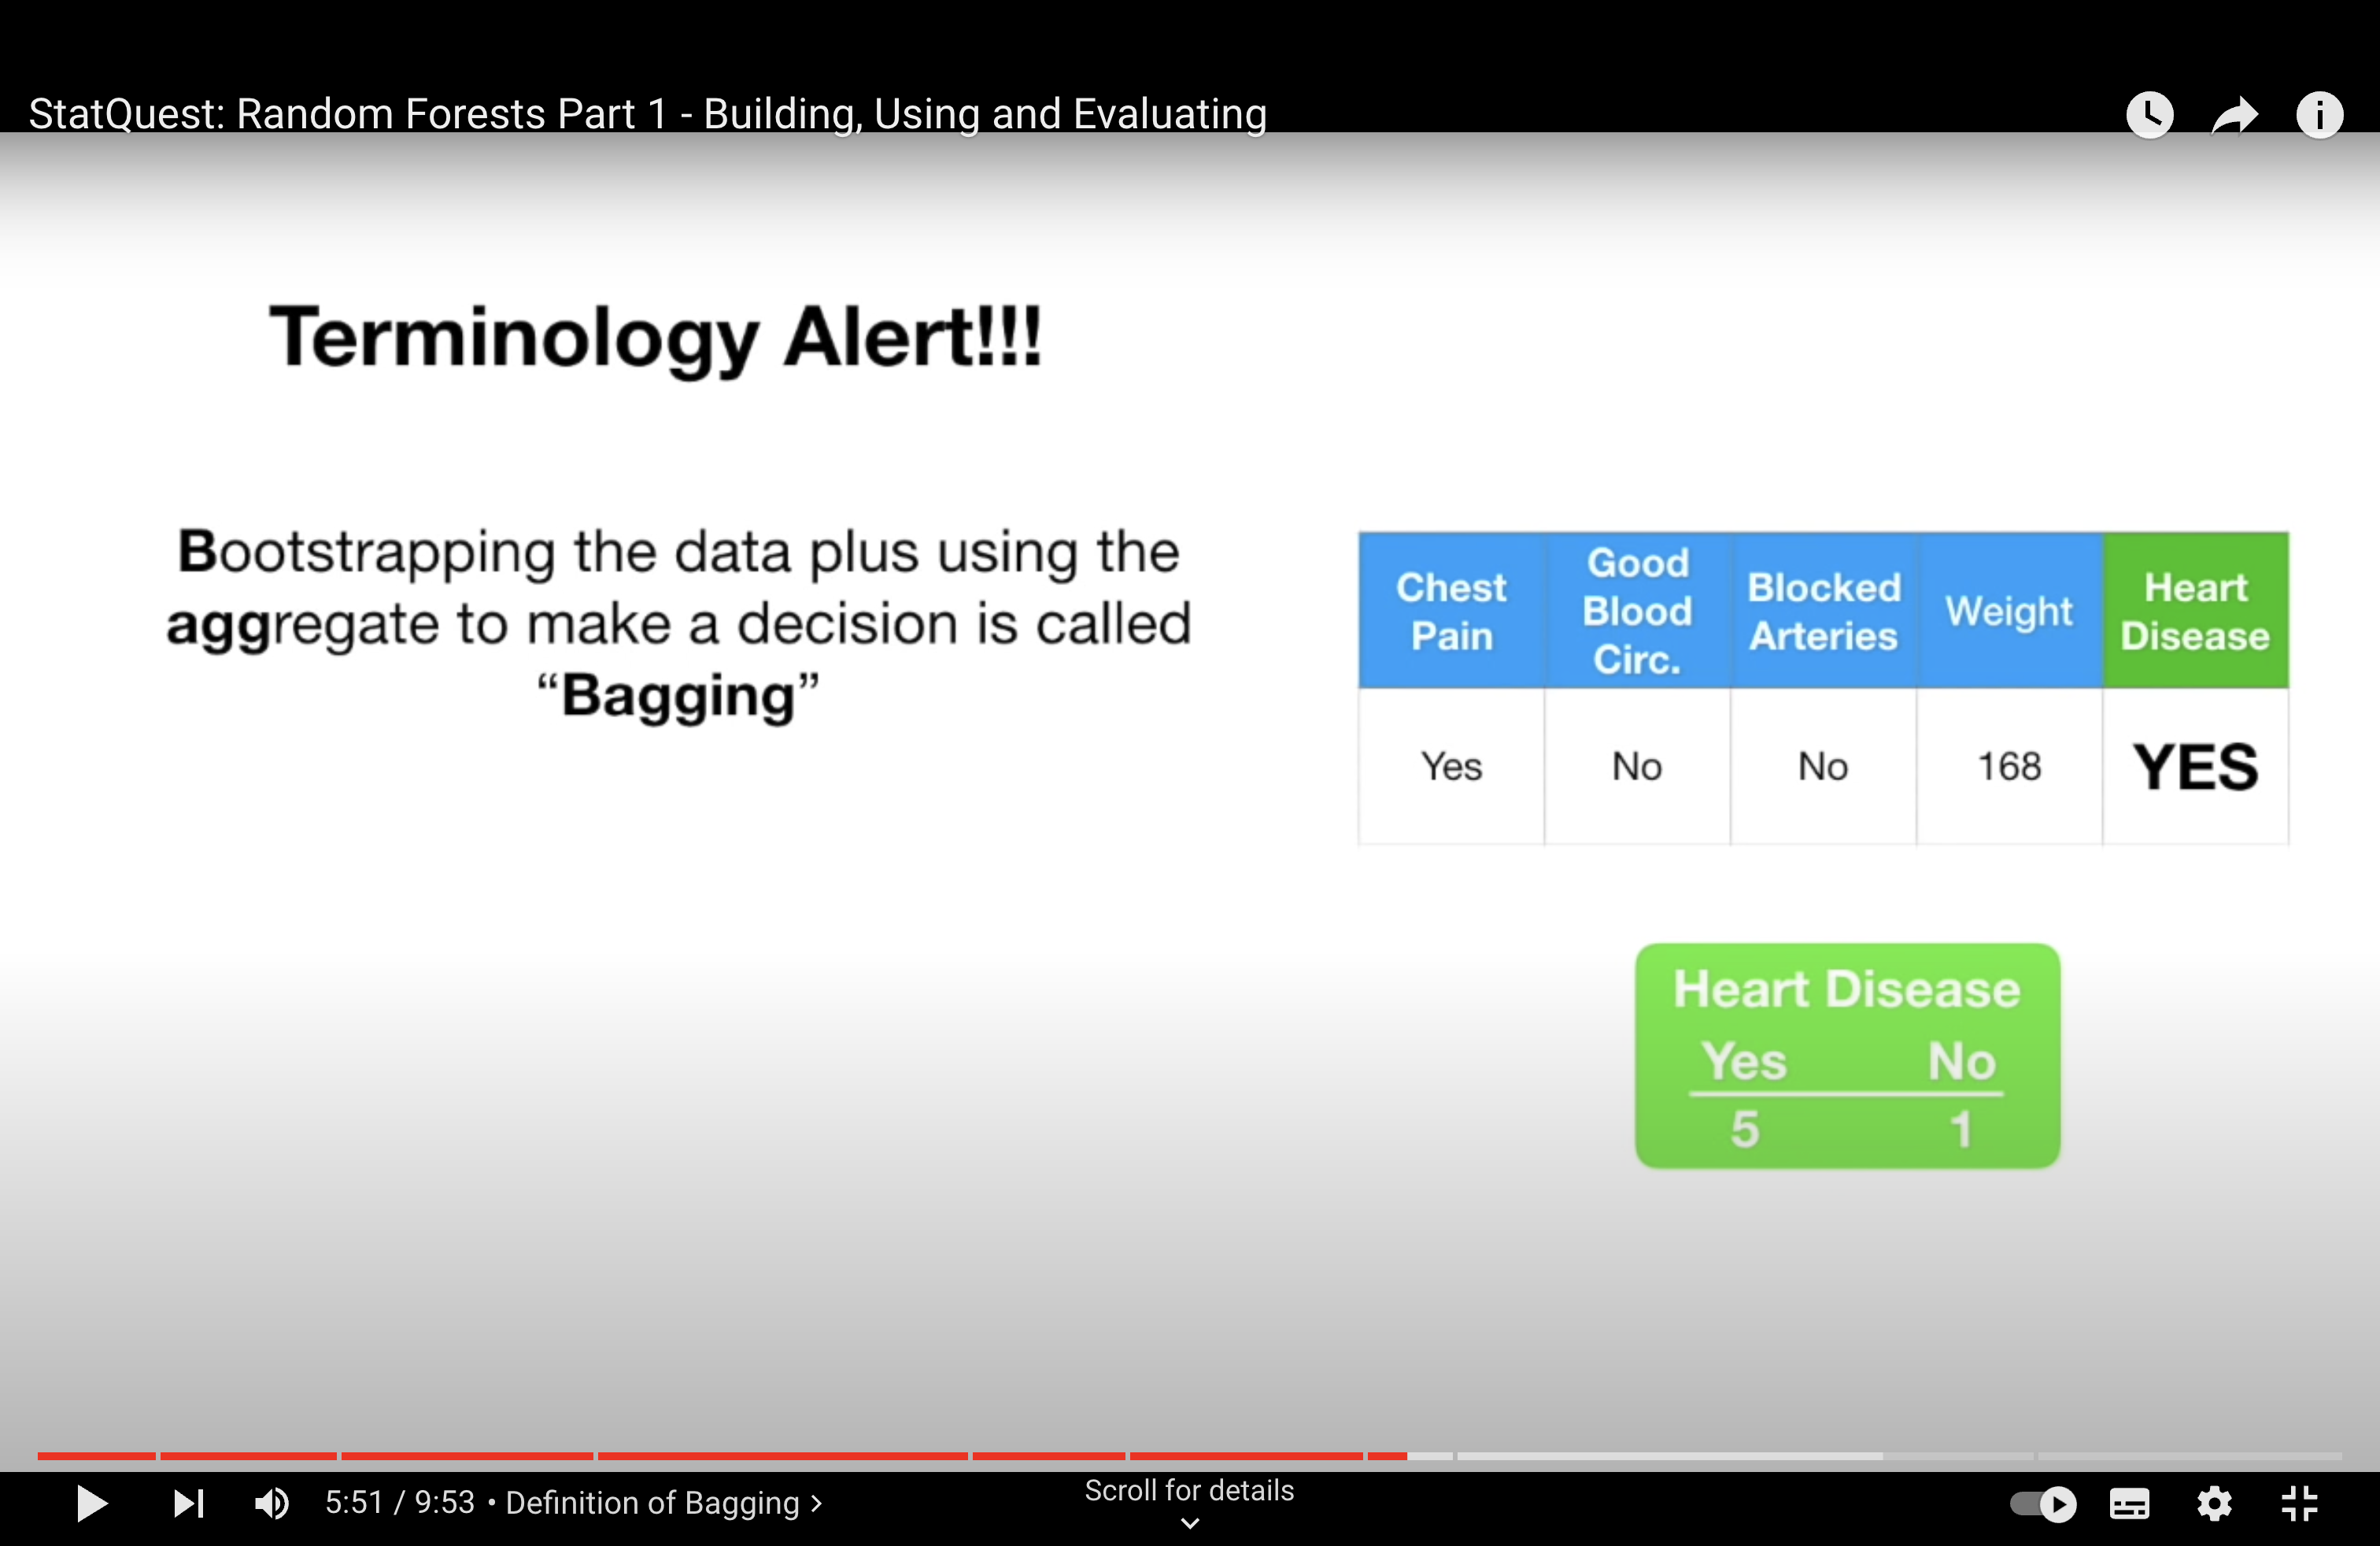 StatQuest: Random Forests Part 1 - Building, Using and Evaluating
Terminology Alert!!!
Bootstrapping the data plus using the
aggregate to make a decision is called
“Bagging”
Chest Pain Good Blood Circ. Blocked Arteries Weight Heart Disease
Yes No No 168 YES
Heart Disease
Yes No
5 1
5:51 / 9:53 • Definition of Bagging >
Scroll for details